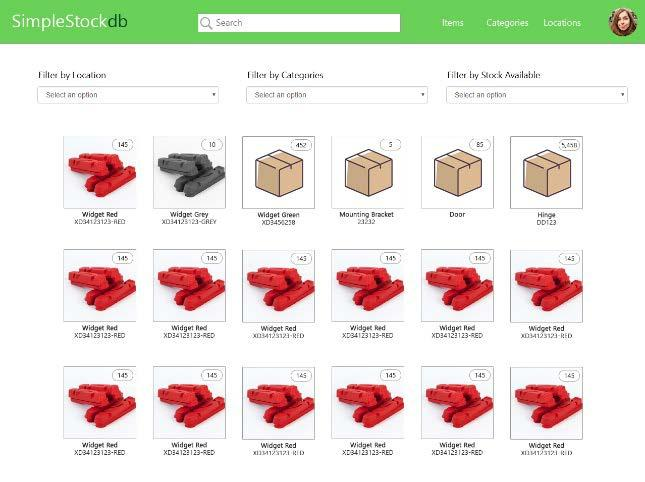 SimpleStockdb
Search
Items
Categories
Locations
Filter by Location
Filter by Categories
Filter by Stock Available
Select an option
Select an option
Select an option
145
10
452
5
85
5,458
Widget Red
Widget Grey
Widget Green
Mounting Bracket
Door
Hinge
XD34123123-RED
XD34123123-GREY
XD3456258
23232
DD123
145
145
145
145
145
145
Widget Red
Widget Red
Widget Red
Widget Red
Widget Red
Widget Red
XD34123123-RED
XD34123123-RED
XD34123123-RED
XD34123123-RED
XD34123123-RED
XD34123123-RED
145
145
145
145
145
145
Widget Red
Widget Red
Widget Red
Widget Red
Widget Red
Widget Red
XD34123123-RED
XD34123123-RED
XD34123123-RED
XD34123123-RED
XD34123123-RED
XD34123123-RED